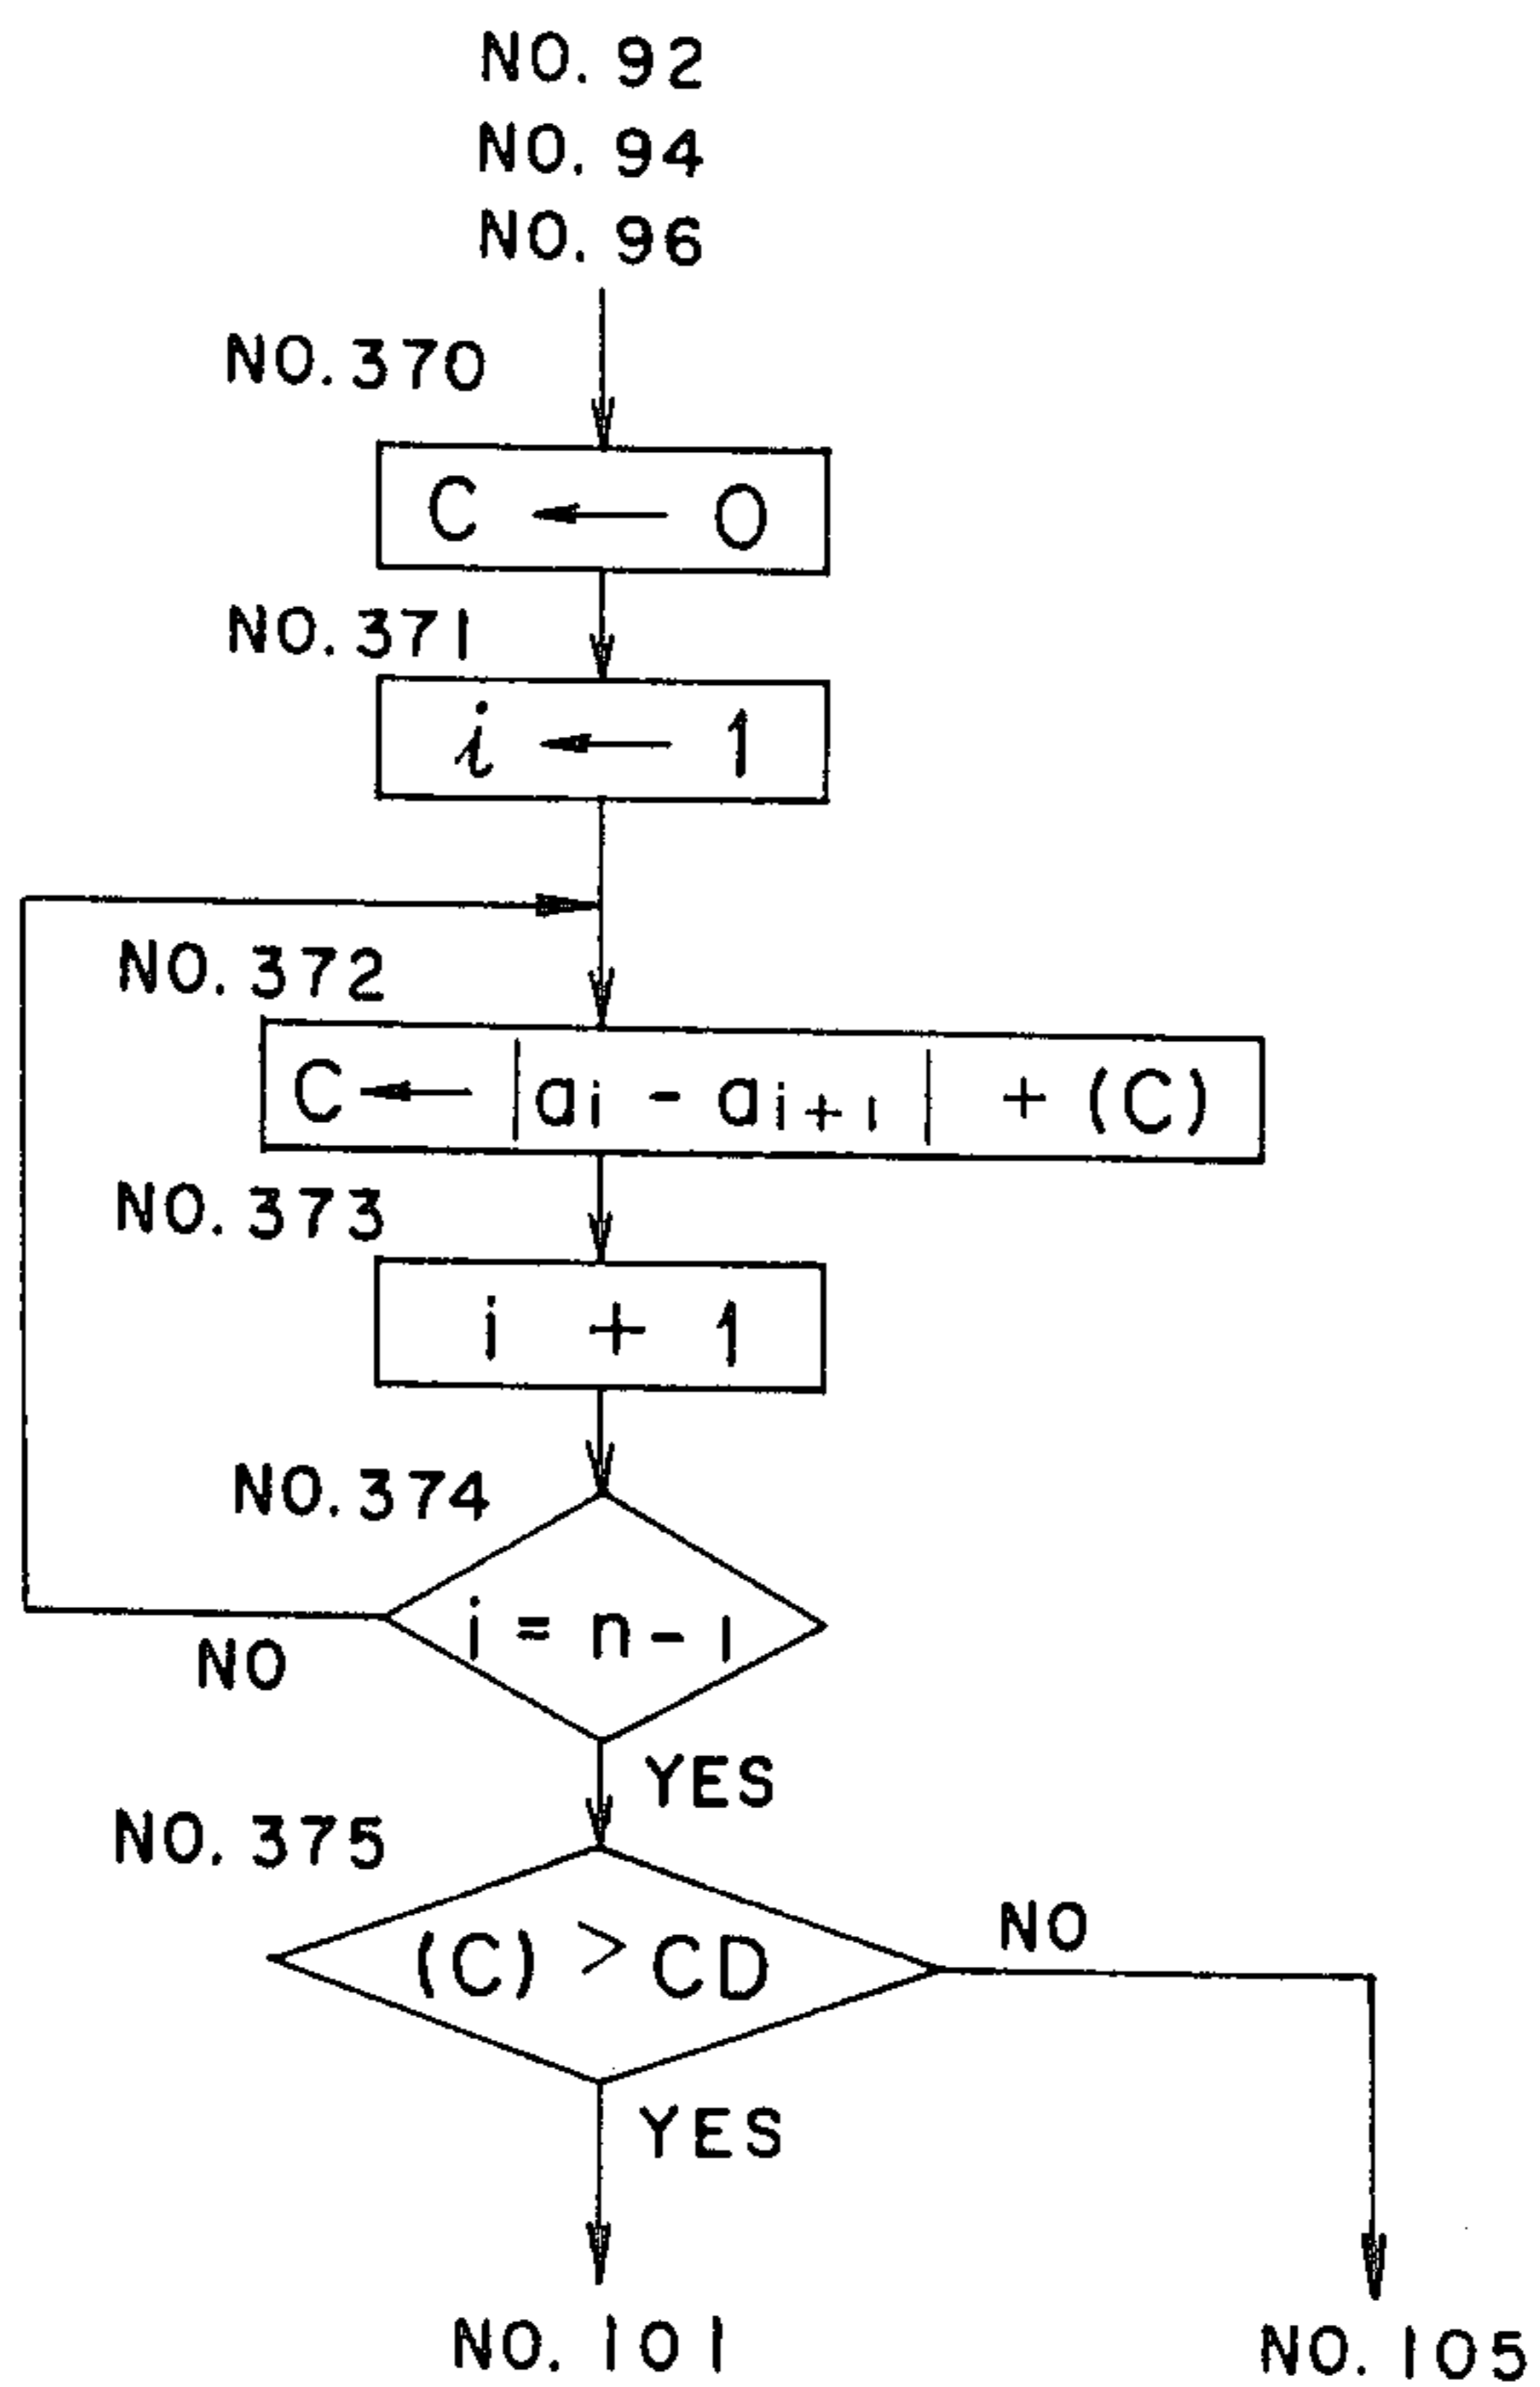 NO. 92
NO. 94
NO. 96
NO. 370
C ← 0
NO. 371
i ← 1
NO. 372
C ← |ai - ai+1| + (C)
NO. 373
i + 1
NO. 374
i = n - 1
NO
YES
NO. 375
(C) > CD
NO
YES
NO. 101
NO. 105